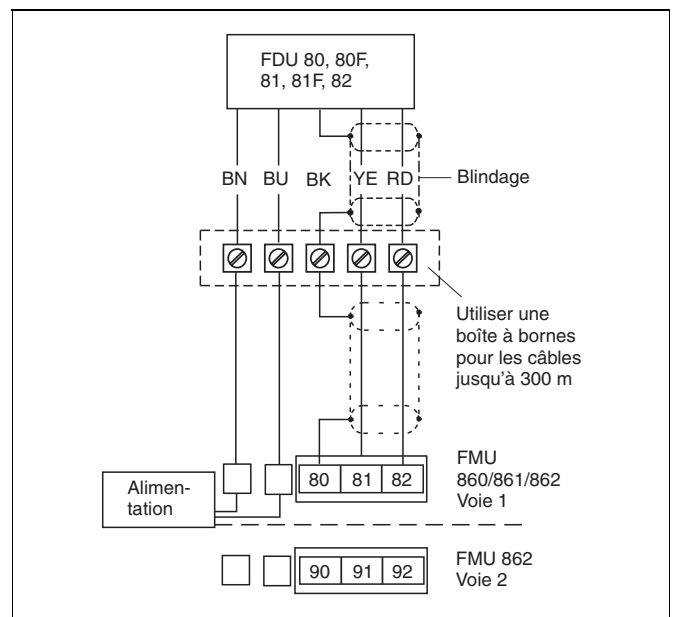 FDU 80, 80F,
81, 81F, 82
BN BU BK YE RD
Blindage
Utiliser une
boîte à bornes
pour les câbles
jusqu'à 300 m
Alimen-
tation
80 81 82
FMU
860/861/862
Voie 1
90 91 92
FMU 862
Voie 2